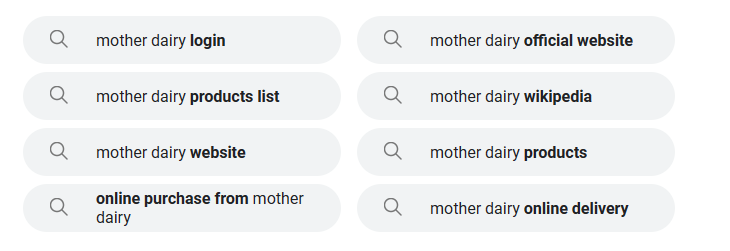 mother dairy login
mother dairy official website
mother dairy products list
mother dairy wikipedia
mother dairy website
mother dairy products
online purchase from mother
dairy
mother dairy online delivery